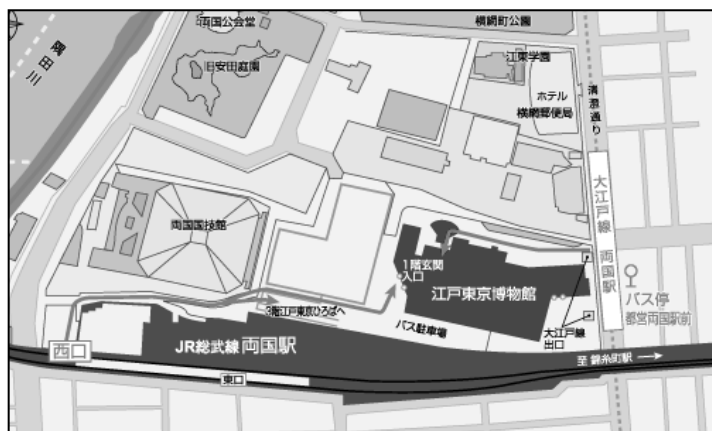 両国公会堂
旧安田庭園
隅田川
横網町公園
江東学園
ホテル
横網郵便局
清澄通り
両国国技館
大江戸線 両国駅
1階玄関
入口
江戸東京博物館
3階江戸東京ひろばへ
バス駐車場
大江戸線
出口
バス停
都営両国駅前
西口
JR総武線 両国駅
東口
至 錦糸町駅